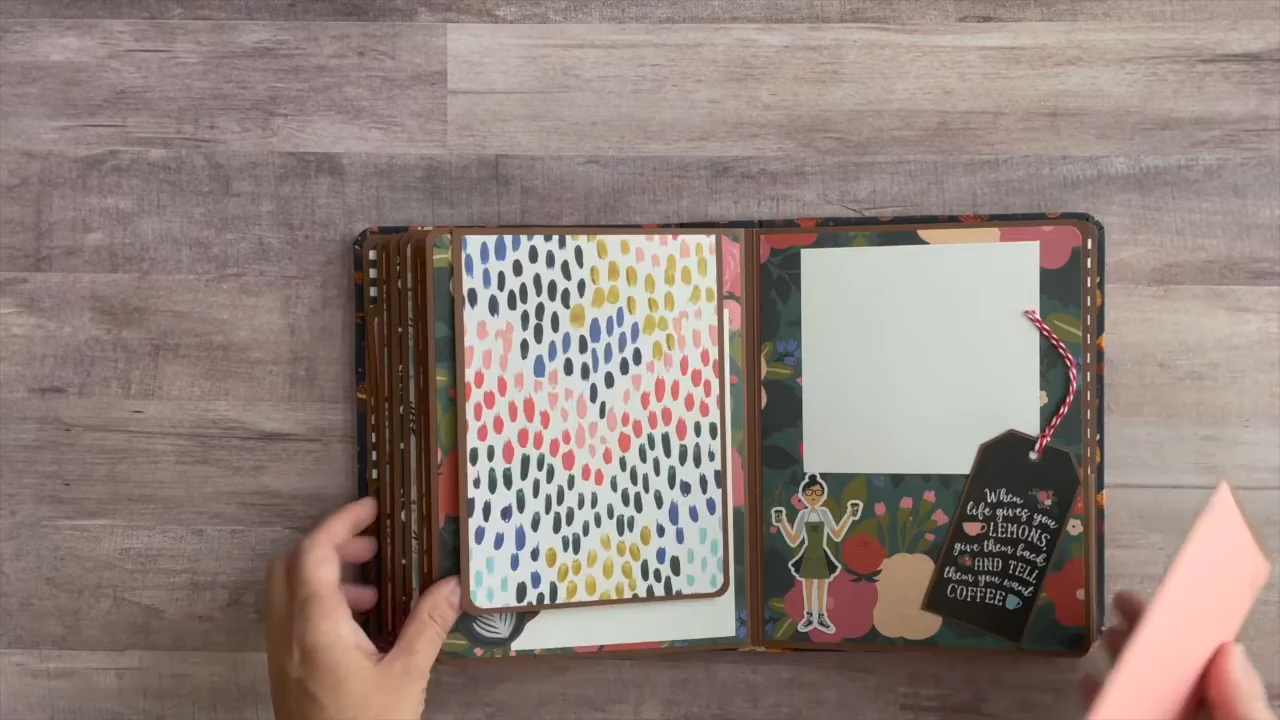 When
life gives you
LEMONS,
give them back
AND TELL
them you want
COFFEE